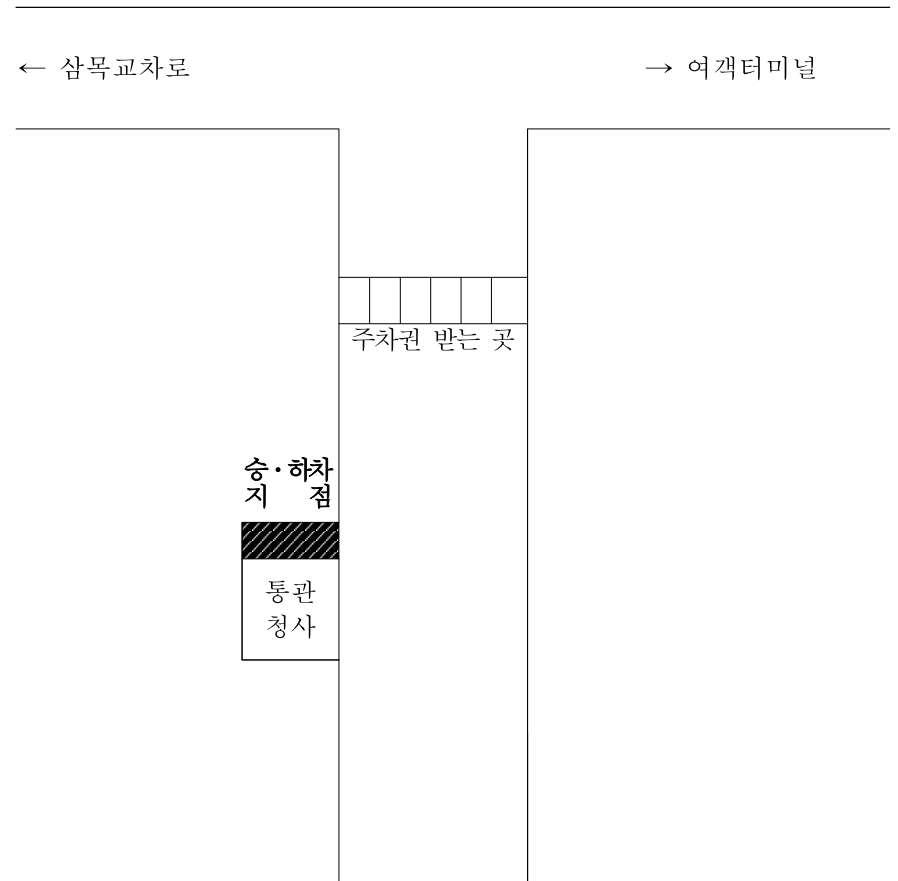 ← 삼목교차로
→ 여객터미널
주차권 받는 곳
승·하차
지 점
통관
청사